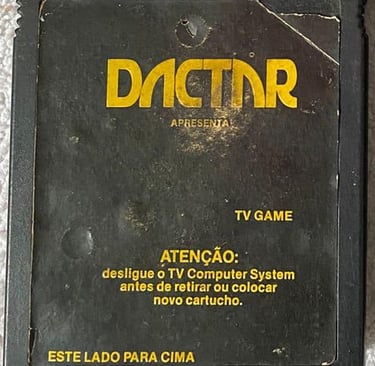 DACTAR
APRESENTA
TV GAME
ATENÇÃO:
desligue o TV Computer System
antes de retirar ou colocar
novo cartucho.
ESTE LADO PARA CIMA